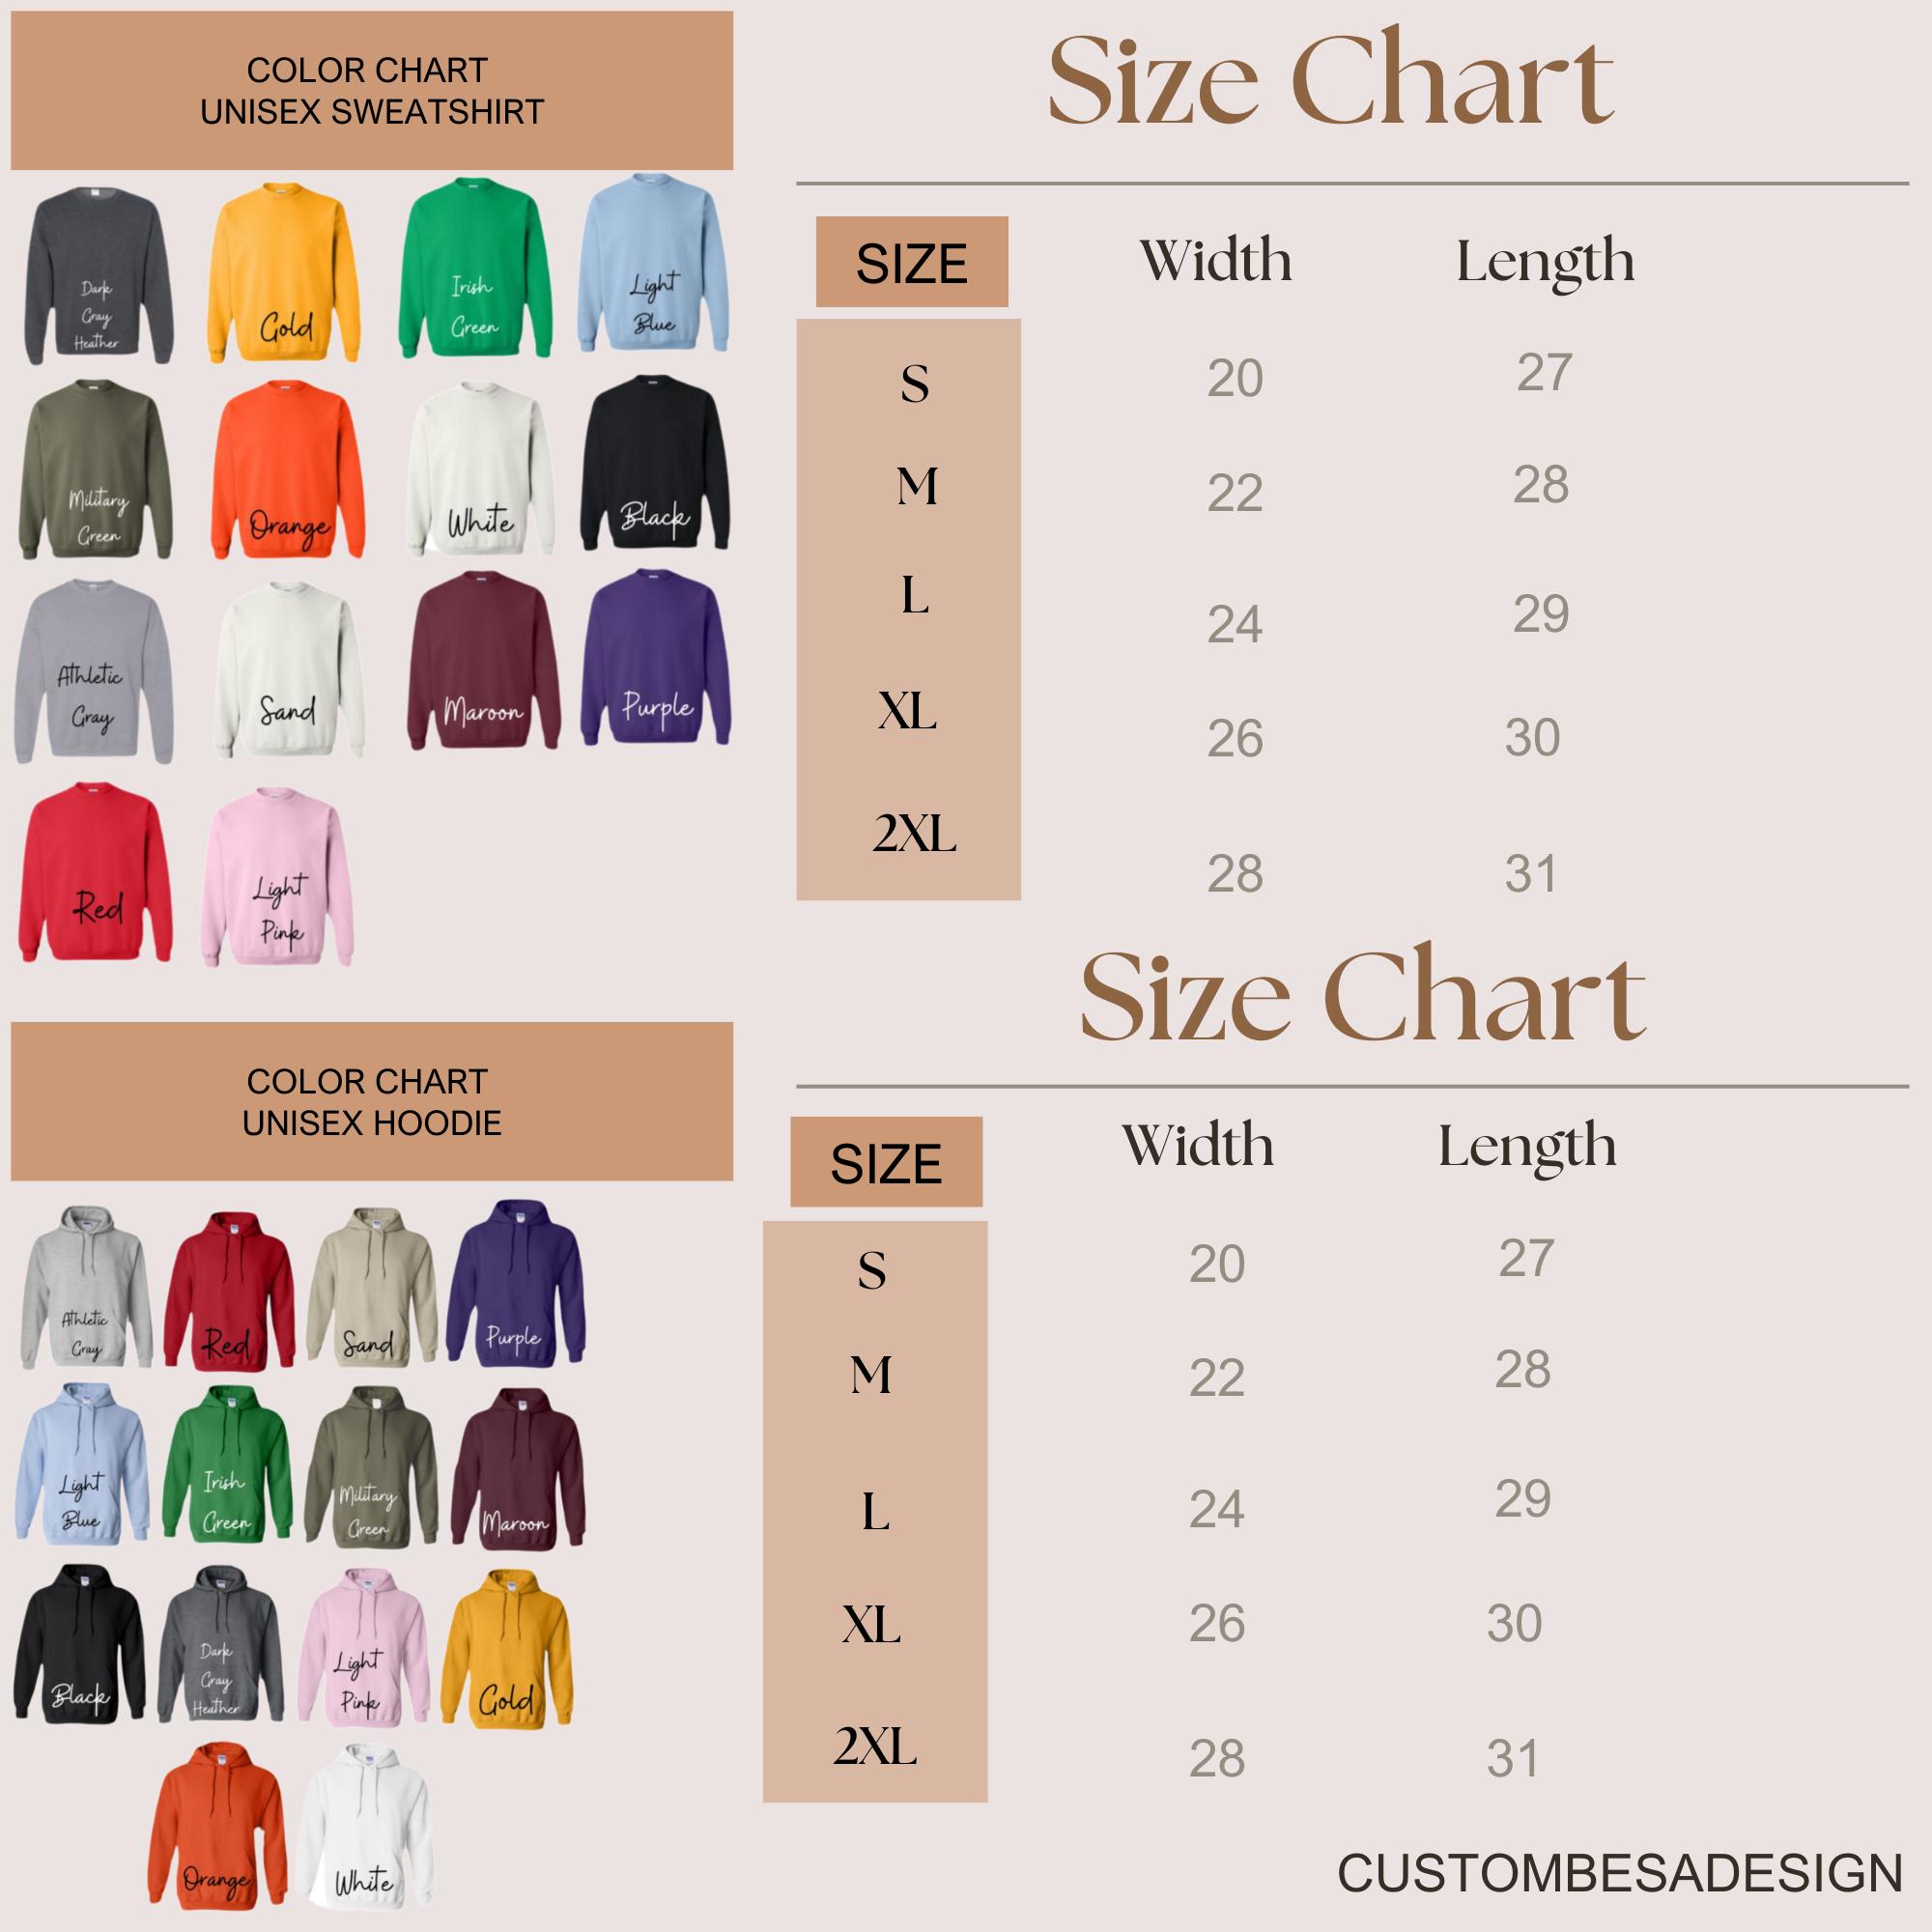 COLOR CHART
UNISEX SWEATSHIRT
Dark
Gray
Heather
Gold
Irish
Green
Light
Blue
Military
Green
Orange
White
Black
Athletic
Gray
Sand
Maroon
Purple
Red
Light
Pink
Size Chart
SIZE Width Length
S 20 27
M 22 28
L 24 29
XL 26 30
2XL 28 31
COLOR CHART
UNISEX HOODIE
Athletic
Gray
Red
Sand
Purple
Light
Blue
Irish
Green
Military
Green
Maroon
Black
Dark
Gray
Heather
Light
Pink
Gold
Orange
White
Size Chart
SIZE Width Length
S 20 27
M 22 28
L 24 29
XL 26 30
2XL 28 31
CUSTOMBESADESIGN